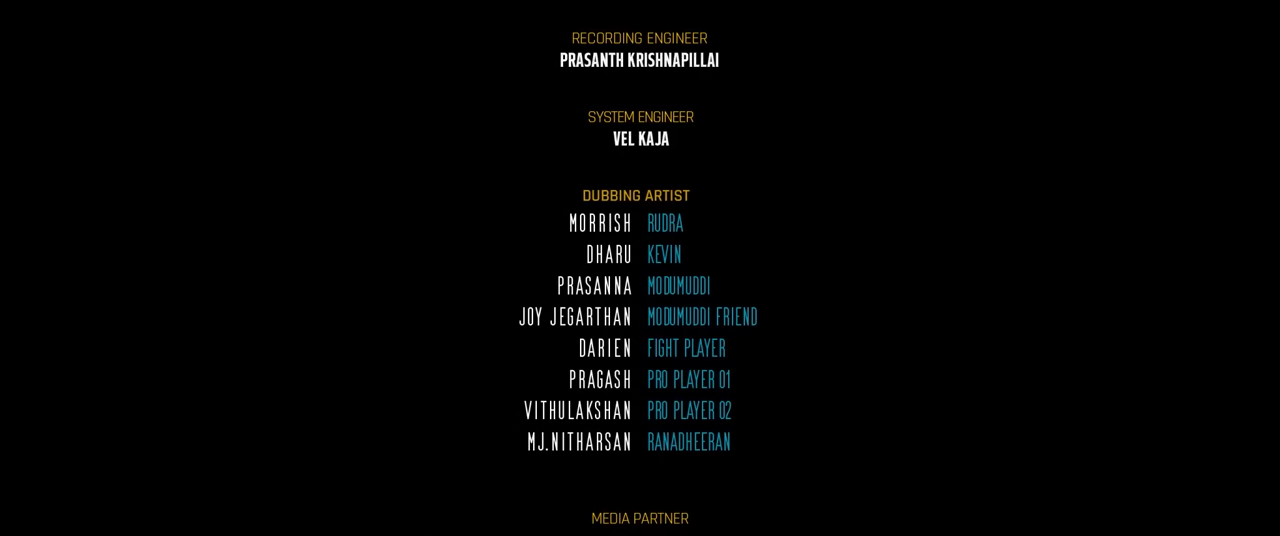 RECORDING ENGINEER
PRASANTH KRISHNAPILLAI
SYSTEM ENGINEER
VEL KAJA
DUBBING ARTIST
MORRISH RUDRA
DHARU KEVIN
PRASANNA MODUMUDDI
JOY JEGARTHAN MODUMUDDI FRIEND
DARIEN FIGHT PLAYER
PRAGASH PRO PLAYER 01
VITHULAKSHAN PRO PLAYER 02
MJ.NITHARSAN RANADHEERAN
MEDIA PARTNER